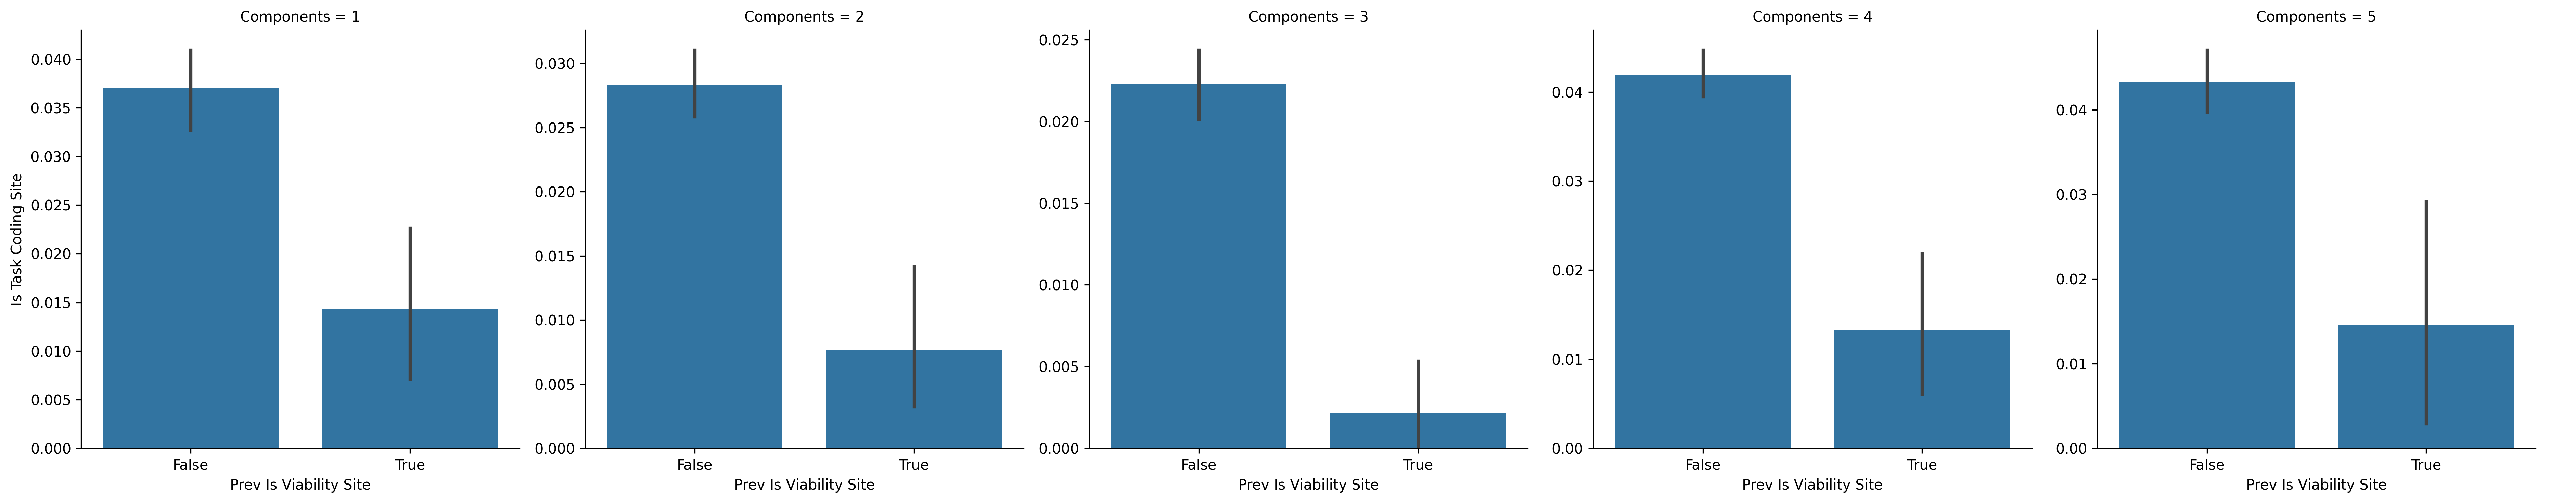 Components = 1
Is Task Coding Site
0.040
0.035
0.030
0.025
0.020
0.015
0.010
0.005
0.000
False
True
Prev Is Viability Site
Components = 2
0.030
0.025
0.020
0.015
0.010
0.005
0.000
False
True
Prev Is Viability Site
Components = 3
0.025
0.020
0.015
0.010
0.005
0.000
False
True
Prev Is Viability Site
Components = 4
0.04
0.03
0.02
0.01
0.00
False
True
Prev Is Viability Site
Components = 5
0.04
0.03
0.02
0.01
0.00
False
True
Prev Is Viability Site